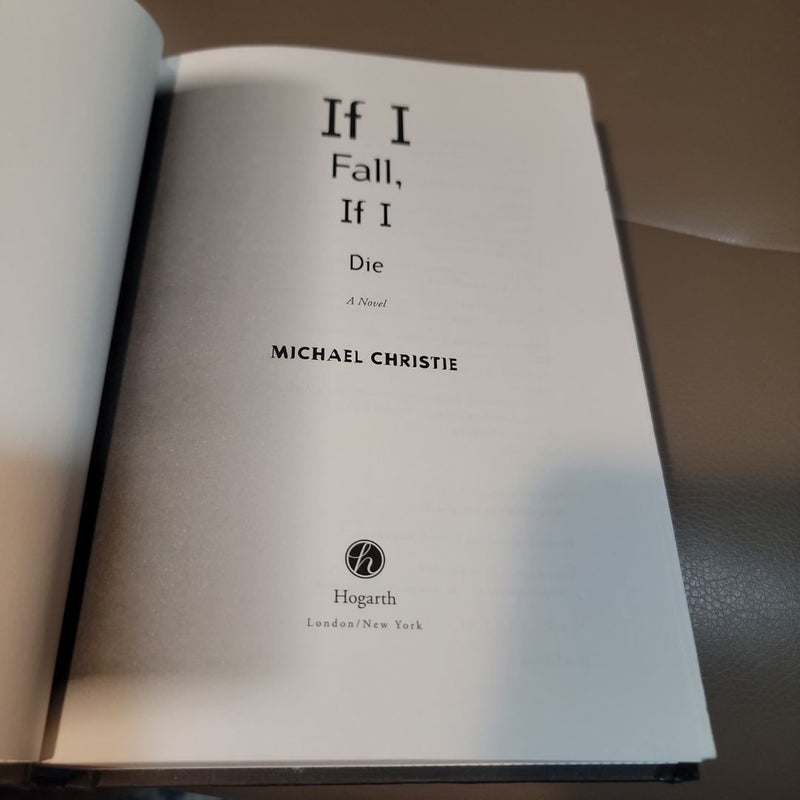 If I
Fall,
If I
Die
A Novel
MICHAEL CHRISTIE
h
Hogarth
London/New York